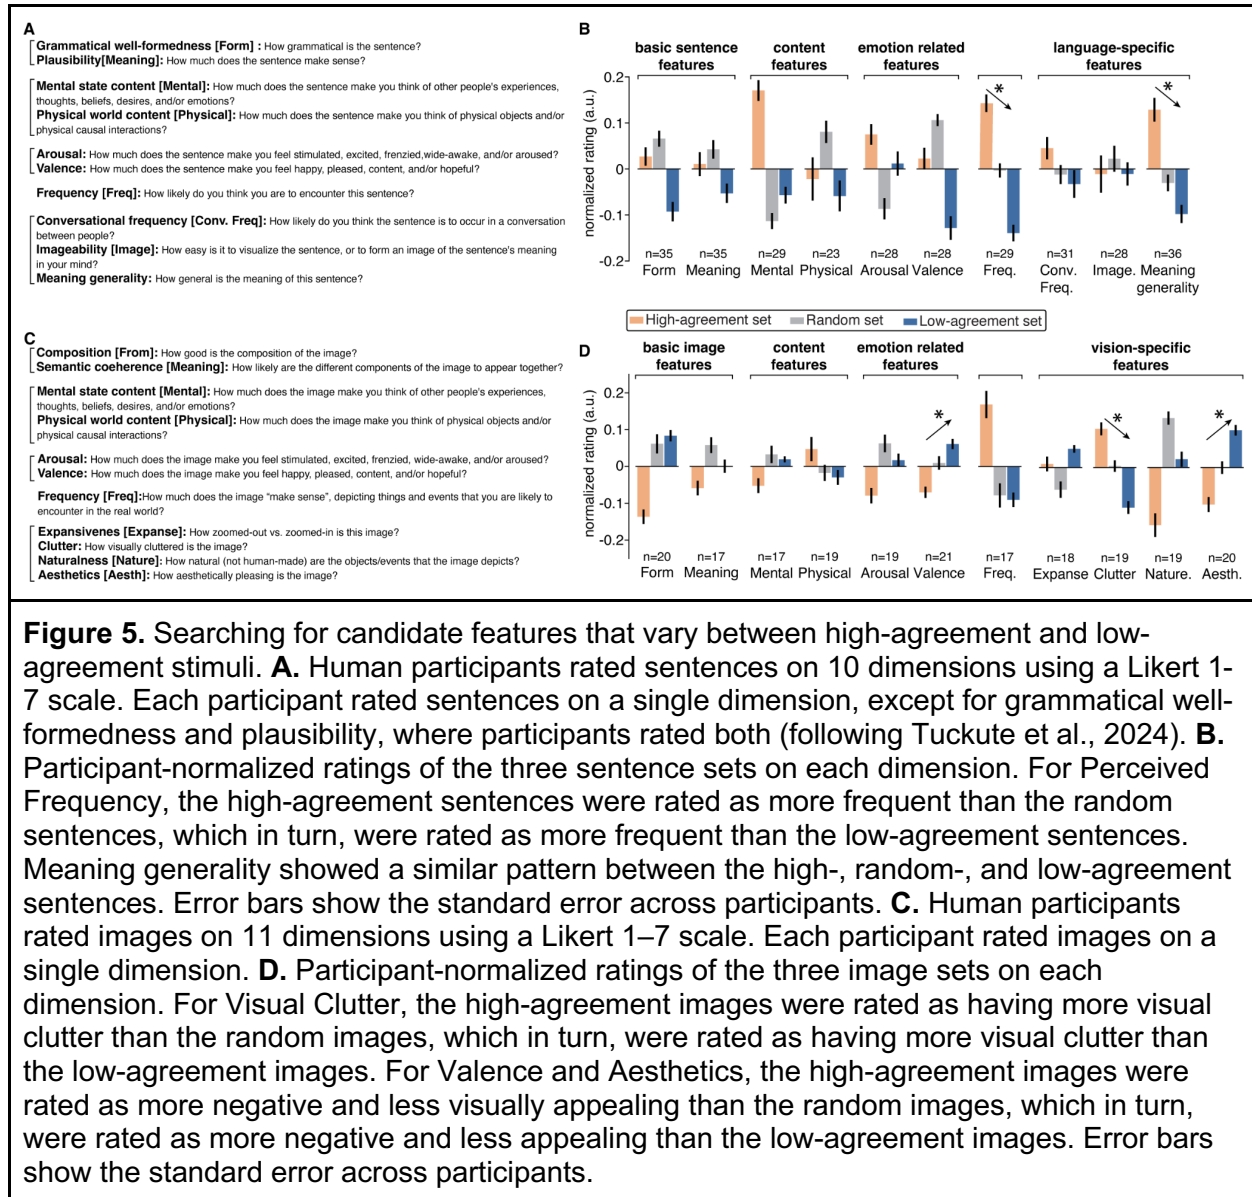 A
Grammatical well-formedness [Form] : How grammatical is the sentence?
Plausibility[Meaning]: How much does the sentence make sense?
Mental state content [Mental]: How much does the sentence make you think of other people's experiences,
thoughts, beliefs, desires, and/or emotions?
Physical world content [Physical]: How much does the sentence make you think of physical objects and/or
physical causal interactions?
Arousal: How much does the sentence make you feel stimulated, excited, frenzied,wide-awake, and/or aroused?
Valence: How much does the sentence make you feel happy, pleased, content, and/or hopeful?
Frequency [Freq]: How likely do you think you are to encounter this sentence?
Conversational frequency [Conv. Freq]: How likely do you think the sentence is to occur in a conversation
between people?
Imageability [Image]: How easy is it to visualize the sentence, or to form an image of the sentence's meaning
in your mind?
Meaning generality: How general is the meaning of this sentence?
B
basic sentence features
content features
emotion related features
language-specific features
normalized rating (a.u.)
0.2
0.1
0
-0.1
-0.2
*
*
n=35 n=35 n=29 n=23 n=28 n=28 n=29 n=31 n=28 n=36
Form Meaning Mental Physical Arousal Valence Freq. Conv. Image. Meaning
Freq. generality
High-agreement set Random set Low-agreement set
C
Composition [From]: How good is the composition of the image?
Semantic coeherence [Meaning]: How likely are the different components of the image to appear together?
Mental state content [Mental]: How much does the image make you think of other people's experiences,
thoughts, beliefs, desires, and/or emotions?
Physical world content [Physical]: How much does the image make you think of physical objects and/or
physical causal interactions?
Arousal: How much does the image make you feel stimulated, excited, frenzied, wide-awake, and/or aroused?
Valence: How much does the image make you feel happy, pleased, content, and/or hopeful?
Frequency [Freq]:How much does the image “make sense”, depicting things and events that you are likely to
encounter in the real world?
Expansivenes [Expanse]: How zoomed-out vs. zoomed-in is this image?
Clutter: How visually cluttered is the image?
Naturalness [Nature]: How natural (not human-made) are the objects/events that the image depicts?
Aesthetics [Aesth]: How aesthetically pleasing is the image?
D
basic image features
content features
emotion related features
vision-specific features
normalized rating (a.u.)
0.2
0.1
0
-0.1
-0.2
*
*
*
n=20 n=17 n=17 n=19 n=19 n=21 n=17 n=18 n=19 n=19 n=20
Form Meaning Mental Physical Arousal Valence Freq. Expanse Clutter Nature. Aesth.
Figure 5. Searching for candidate features that vary between high-agreement and low-
agreement stimuli. A. Human participants rated sentences on 10 dimensions using a Likert 1-
7 scale. Each participant rated sentences on a single dimension, except for grammatical well-
formedness and plausibility, where participants rated both (following Tuckute et al., 2024). B.
Participant-normalized ratings of the three sentence sets on each dimension. For Perceived
Frequency, the high-agreement sentences were rated as more frequent than the random
sentences, which in turn, were rated as more frequent than the low-agreement sentences.
Meaning generality showed a similar pattern between the high-, random-, and low-agreement
sentences. Error bars show the standard error across participants. C. Human participants
rated images on 11 dimensions using a Likert 1–7 scale. Each participant rated images on a
single dimension. D. Participant-normalized ratings of the three image sets on each
dimension. For Visual Clutter, the high-agreement images were rated as having more visual
clutter than the random images, which in turn, were rated as having more visual clutter than
the low-agreement images. For Valence and Aesthetics, the high-agreement images were
rated as more negative and less visually appealing than the random images, which in turn,
were rated as more negative and less appealing than the low-agreement images. Error bars
show the standard error across participants.